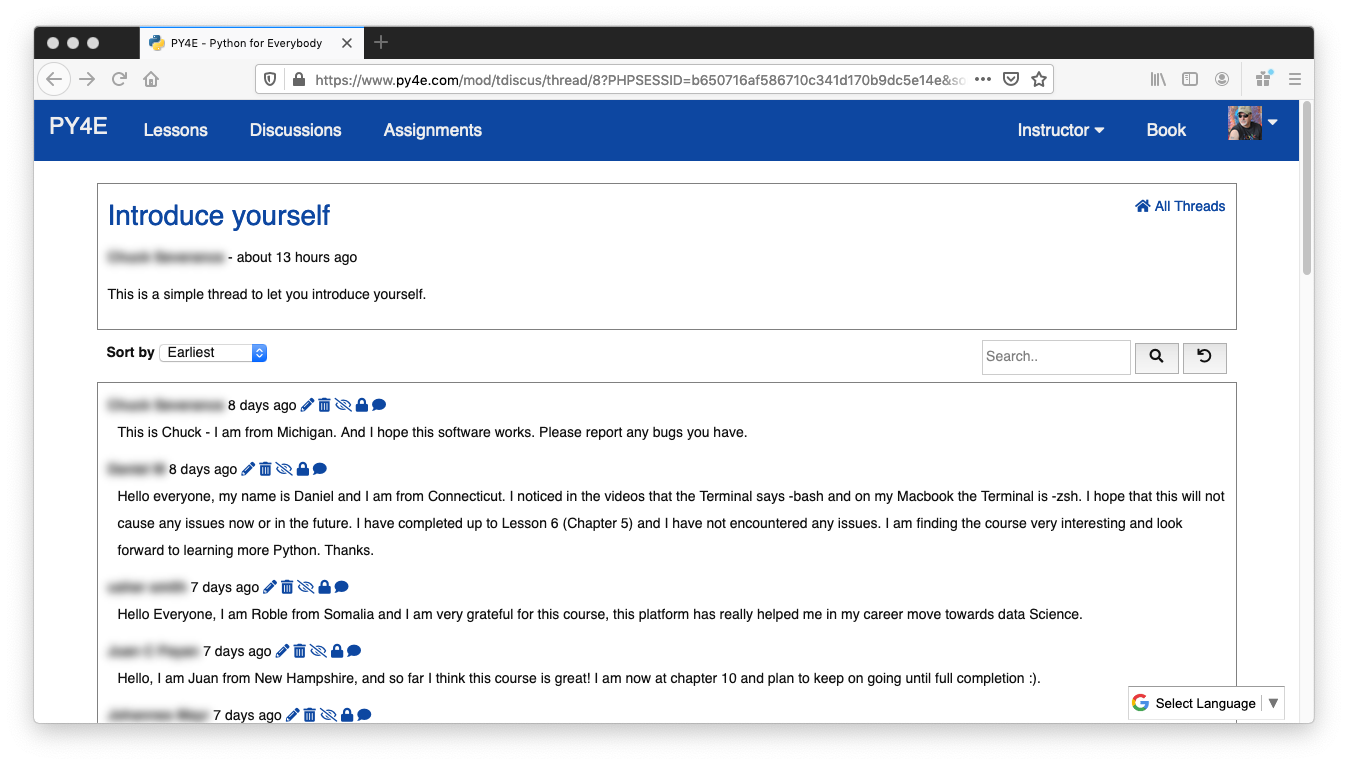 PY4E - Python for Everybody
https://www.py4e.com/mod/tdiscus/thread/8?PHPSESSID=b650716af586710c341d170b9dc5e14e&so
PY4E Lessons Discussions Assignments Instructor Book
Introduce yourself
All Threads
- about 13 hours ago
This is a simple thread to let you introduce yourself.
Sort by Earliest
Search..
8 days ago
This is Chuck - I am from Michigan. And I hope this software works. Please report any bugs you have.
8 days ago
Hello everyone, my name is Daniel and I am from Connecticut. I noticed in the videos that the Terminal says -bash and on my Macbook the Terminal is -zsh. I hope that this will not
cause any issues now or in the future. I have completed up to Lesson 6 (Chapter 5) and I have not encountered any issues. I am finding the course very interesting and look
forward to learning more Python. Thanks.
7 days ago
Hello Everyone, I am Roble from Somalia and I am very grateful for this course, this platform has really helped me in my career move towards data Science.
7 days ago
Hello, I am Juan from New Hampshire, and so far I think this course is great! I am now at chapter 10 and plan to keep on going until full completion :).
7 days ago
Select Language